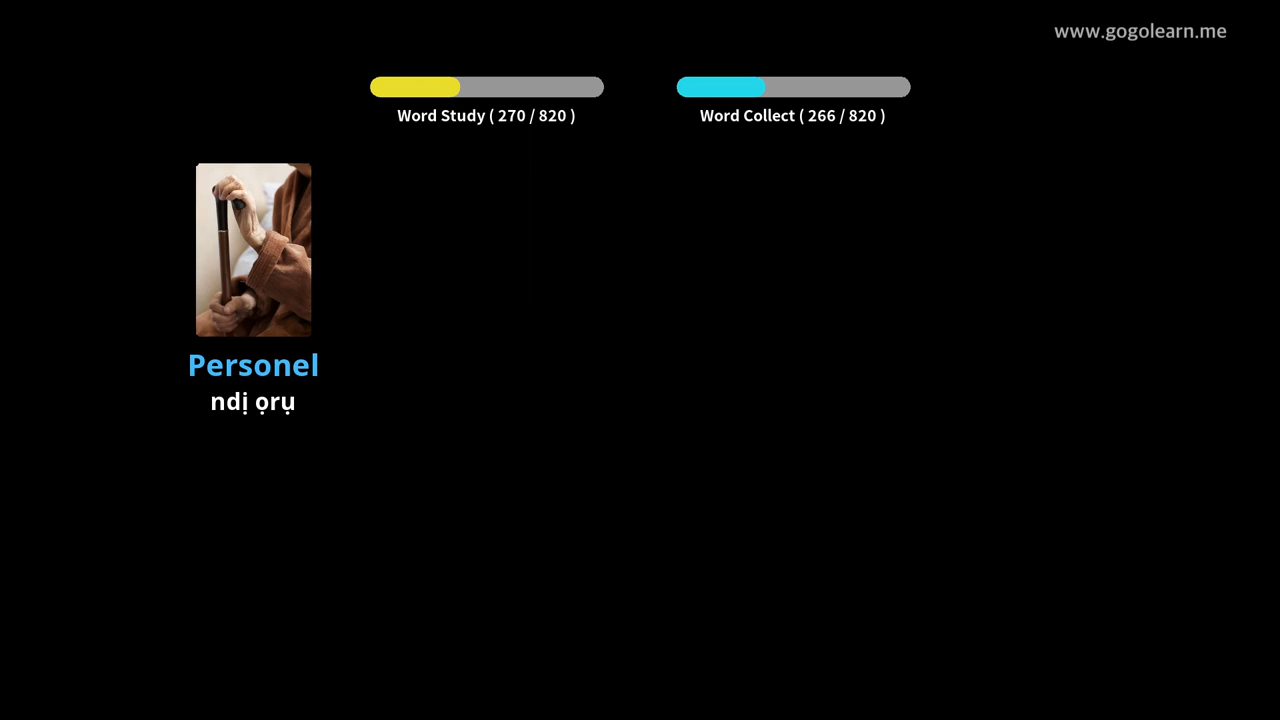 www.gogolearn.me
Word Study ( 270 / 820 )
Word Collect ( 266 / 820 )
Personel
ndị ọrụ